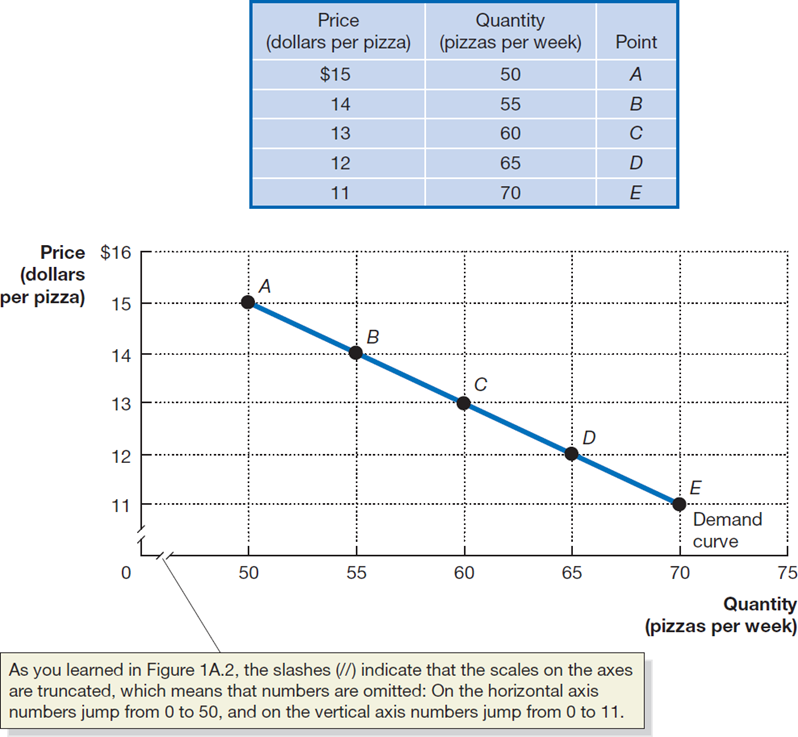 Price Quantity
(dollars per pizza) (pizzas per week) Point
$15 50 A
14 55 B
13 60 C
12 65 D
11 70 E
Price $16
(dollars
per pizza) 15
A
14
B
13
C
12
D
11
E
Demand
curve
0 50 55 60 65 70 75
Quantity
(pizzas per week)
As you learned in Figure 1A.2, the slashes (//) indicate that the scales on the axes
are truncated, which means that numbers are omitted: On the horizontal axis
numbers jump from 0 to 50, and on the vertical axis numbers jump from 0 to 11.